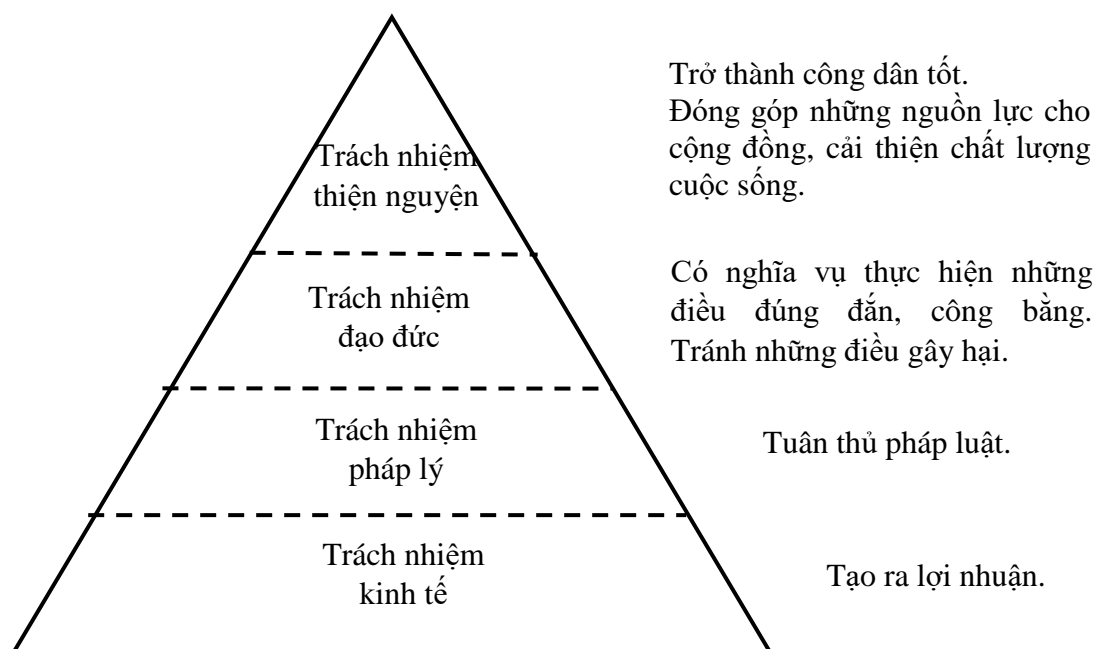 Trở thành công dân tốt.
Đóng góp những nguồn lực cho
cộng đồng, cải thiện chất lượng
cuộc sống.
Trách nhiệm
thiện nguyện
Có nghĩa vụ thực hiện những
điều đúng đắn, công bằng.
Tránh những điều gây hại.
Trách nhiệm
đạo đức
Trách nhiệm
pháp lý
Tuân thủ pháp luật.
Trách nhiệm
kinh tế
Tạo ra lợi nhuận.